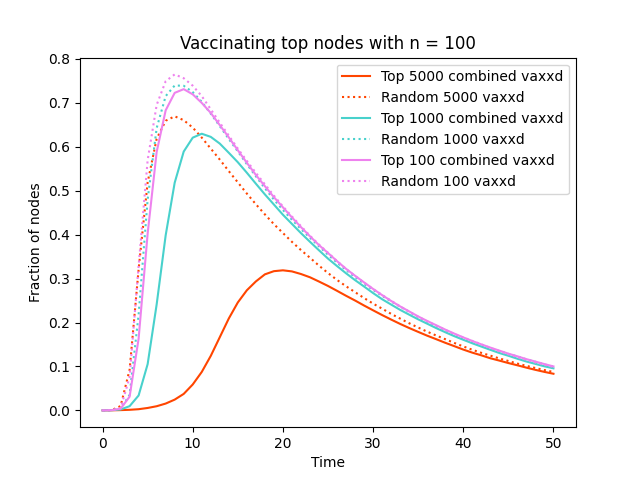 Vaccinating top nodes with n = 100
Top 5000 combined vaxxd
Random 5000 vaxxd
Top 1000 combined vaxxd
Random 1000 vaxxd
Top 100 combined vaxxd
Random 100 vaxxd
Fraction of nodes
0.8
0.7
0.6
0.5
0.4
0.3
0.2
0.1
0.0
0
10
20
30
40
50
Time